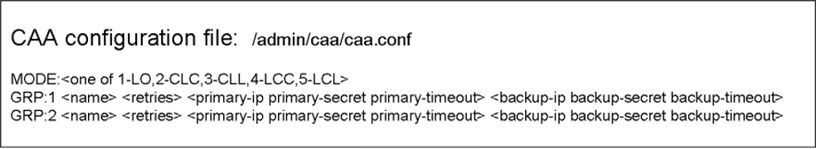 CAA configuration file: /admin/caa/caa.conf
MODE:<one of 1-LO,2-CLC,3-CLL,4-LCC,5-LCL>
GRP:1 <name> <retries> <primary-ip primary-secret primary-timeout> <backup-ip backup-secret backup-timeout>
GRP:2 <name> <retries> <primary-ip primary-secret primary-timeout> <backup-ip backup-secret backup-timeout>